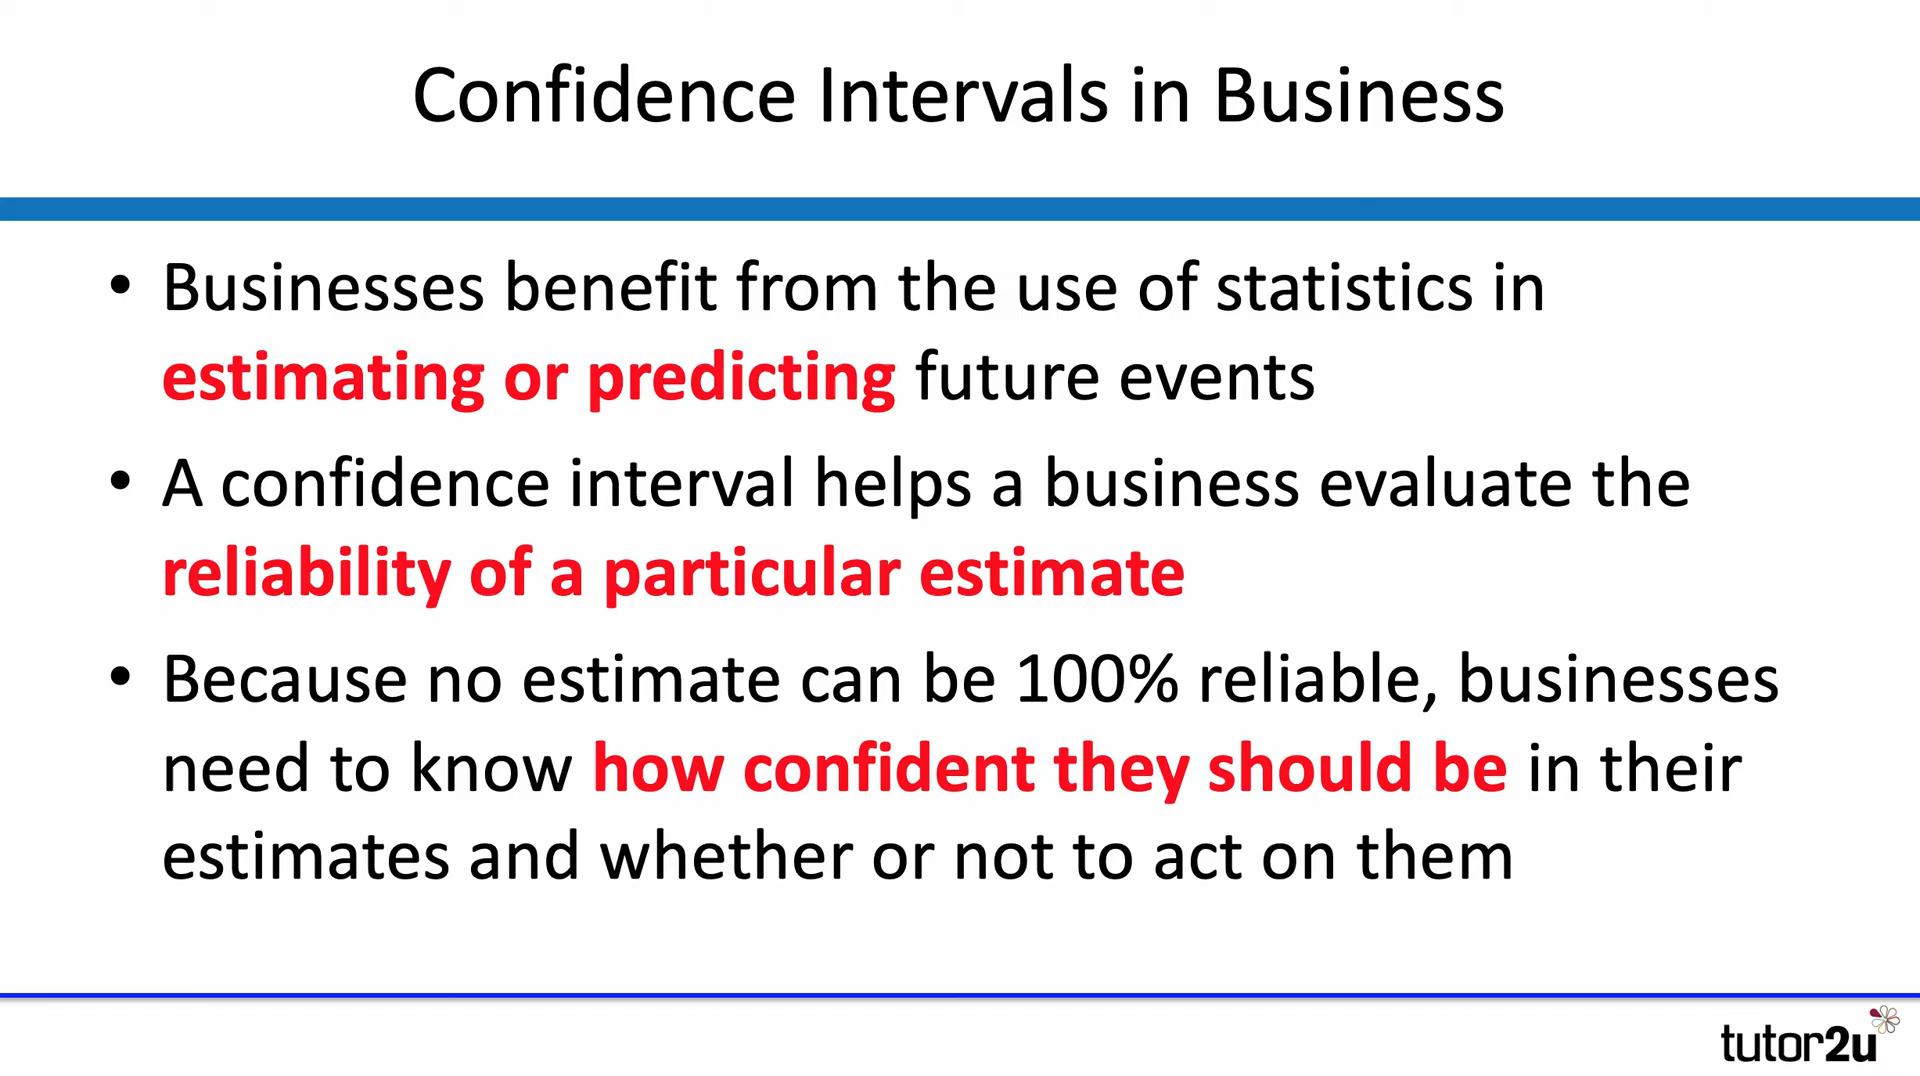 Confidence Intervals in Business
• Businesses benefit from the use of statistics in
estimating or predicting future events
• A confidence interval helps a business evaluate the
reliability of a particular estimate
• Because no estimate can be 100% reliable, businesses
need to know how confident they should be in their
estimates and whether or not to act on them
tutor2u